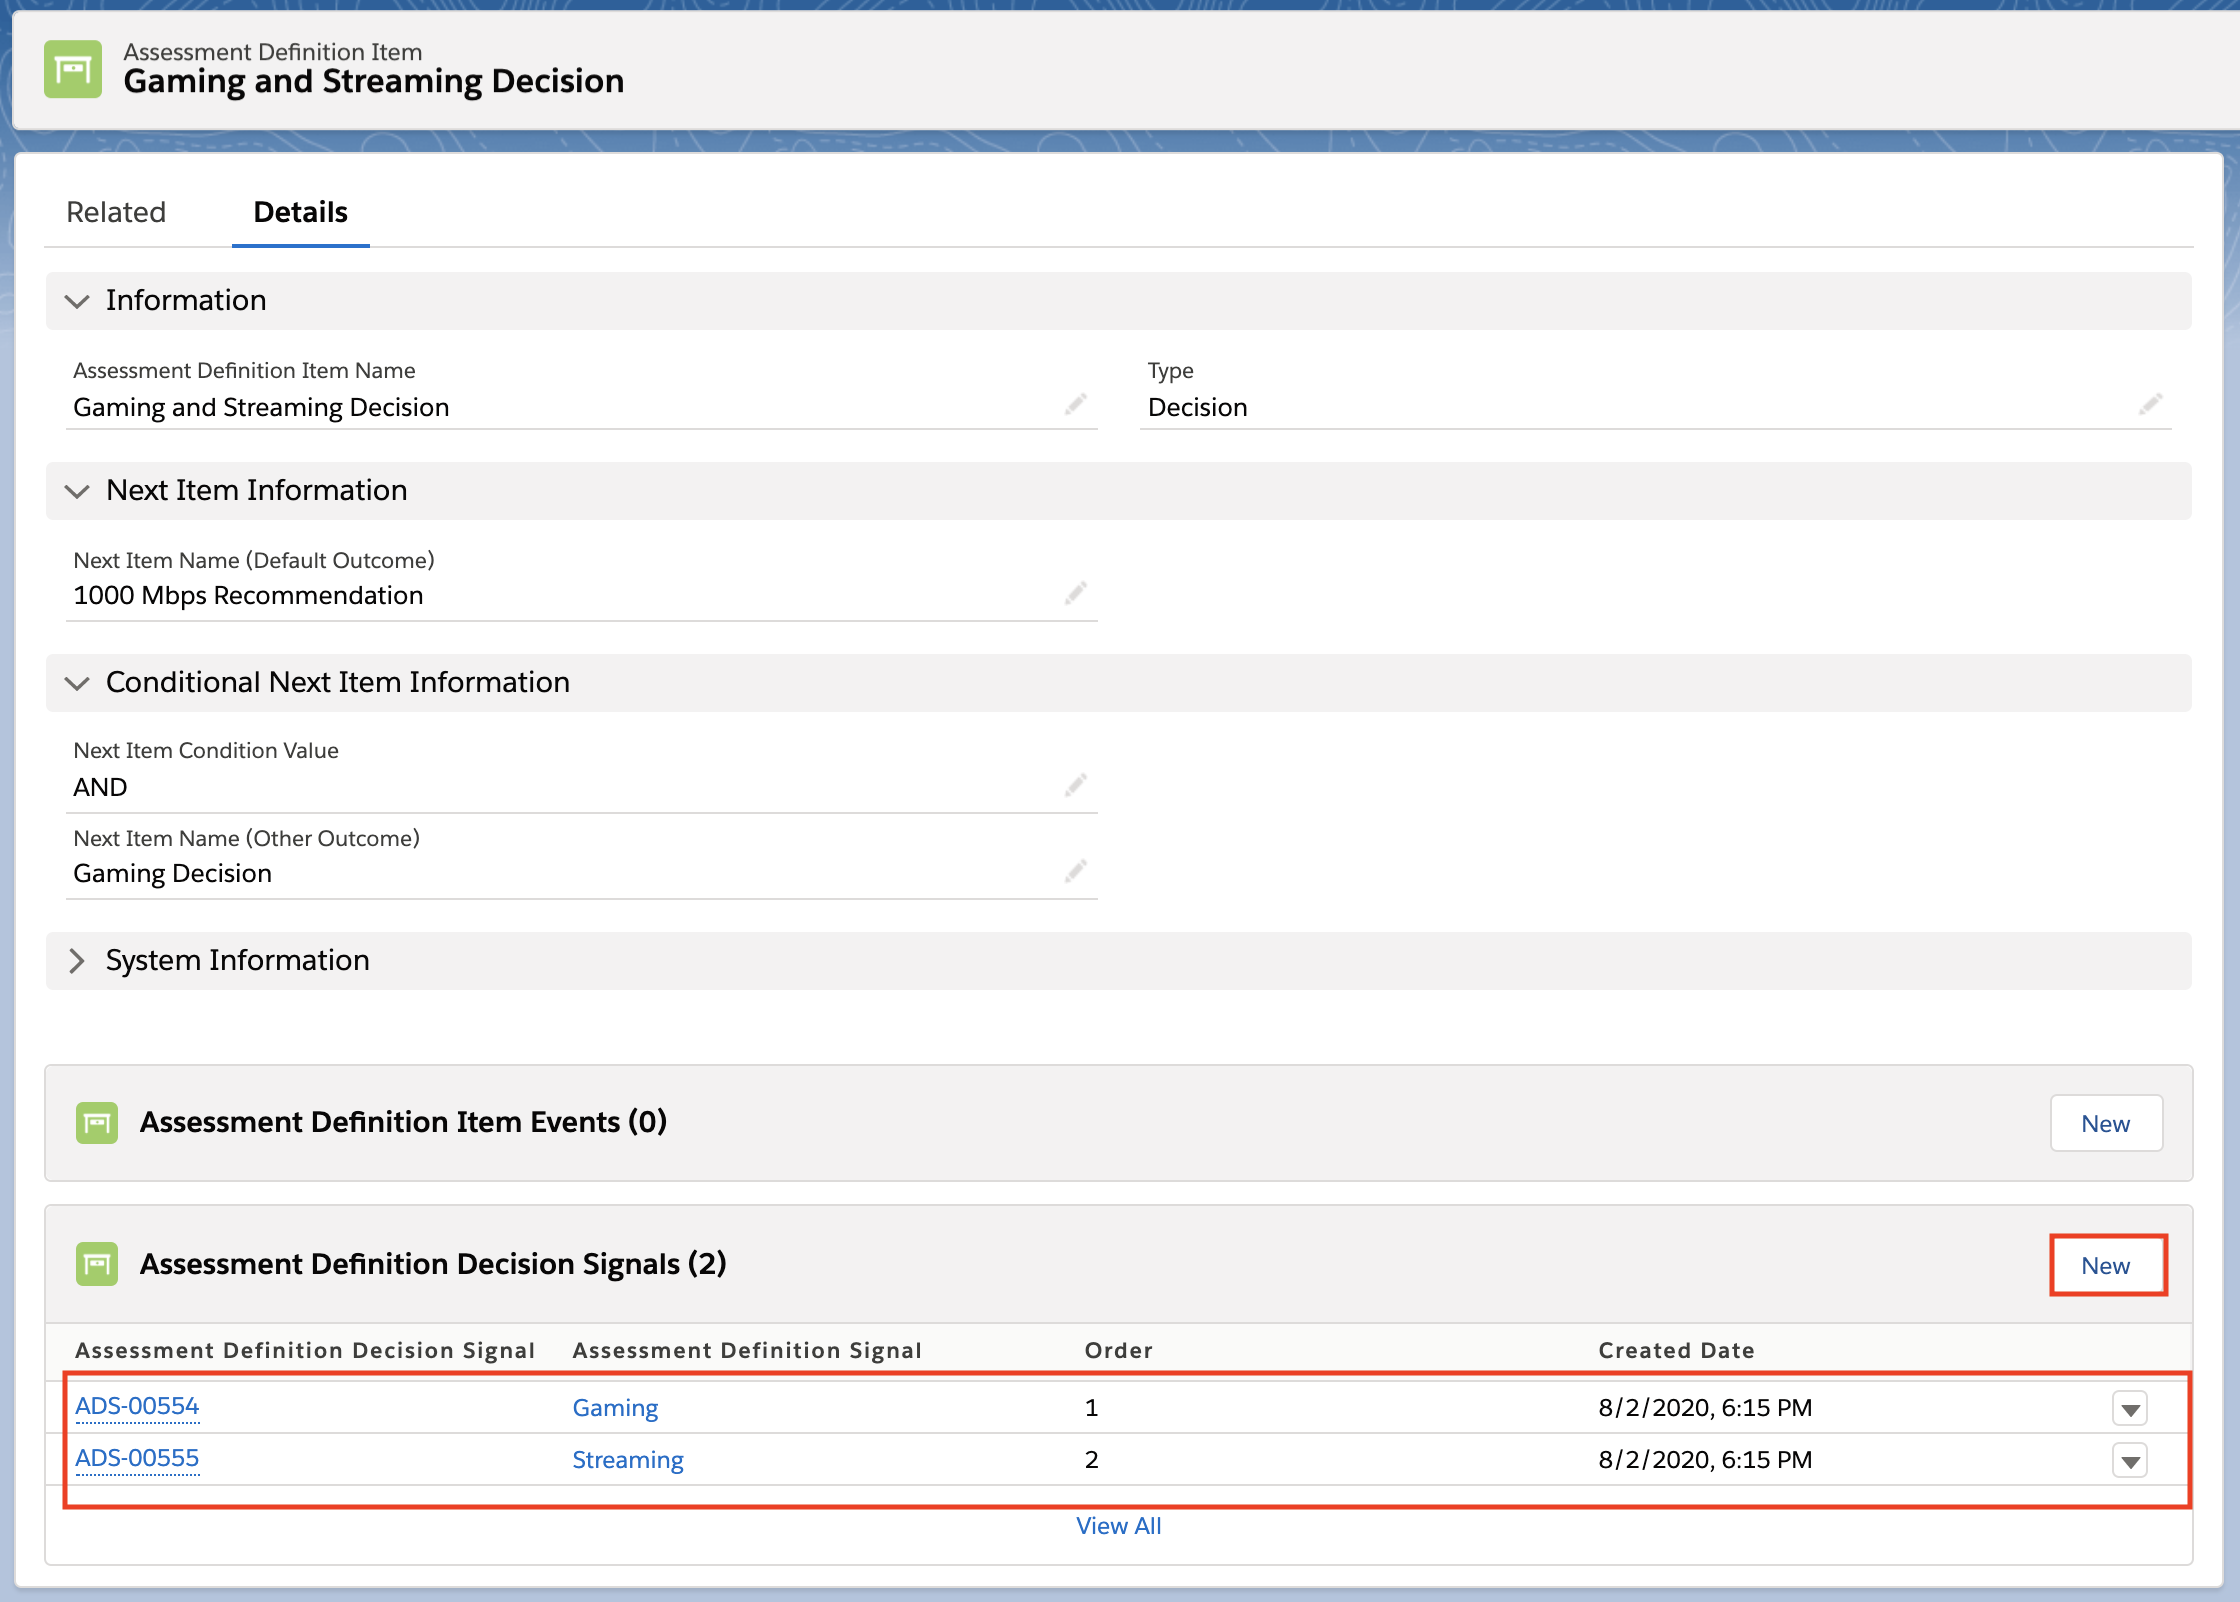 Assessment Definition Item
Gaming and Streaming Decision
Related Details
Information
Assessment Definition Item Name Type
Gaming and Streaming Decision Decision
Next Item Information
Next Item Name (Default Outcome)
1000 Mbps Recommendation
Conditional Next Item Information
Next Item Condition Value
AND
Next Item Name (Other Outcome)
Gaming Decision
System Information
Assessment Definition Item Events (0) New
Assessment Definition Decision Signals (2) New
Assessment Definition Decision Signal Assessment Definition Signal Order Created Date
ADS-00554 Gaming 1 8/2/2020, 6:15 PM
ADS-00555 Streaming 2 8/2/2020, 6:15 PM
View All